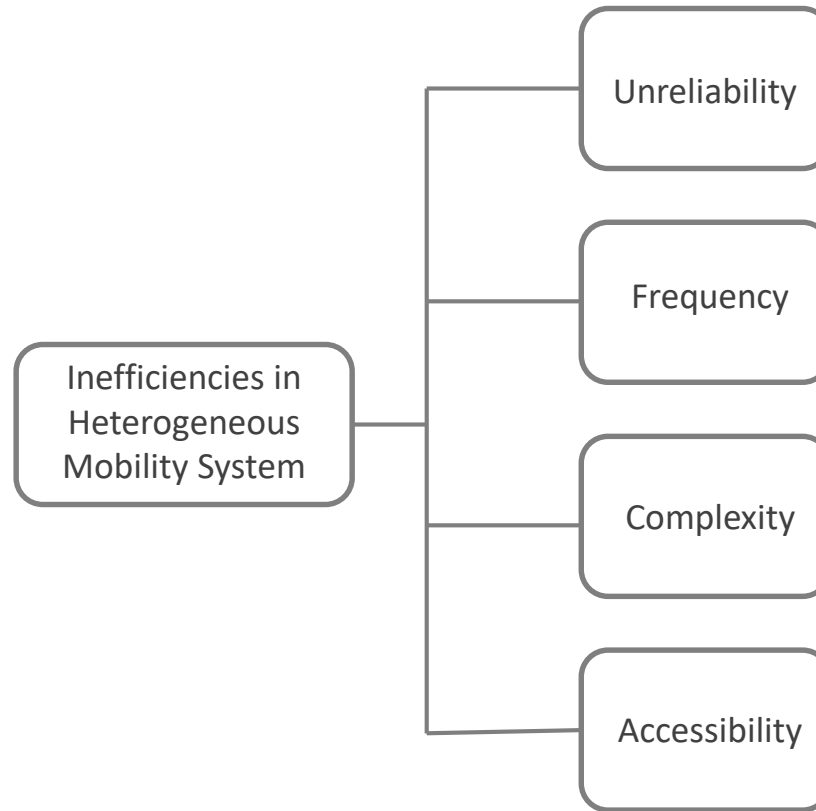 Unreliability
Frequency
Inefficiencies in
Heterogeneous
Mobility System
Complexity
Accessibility